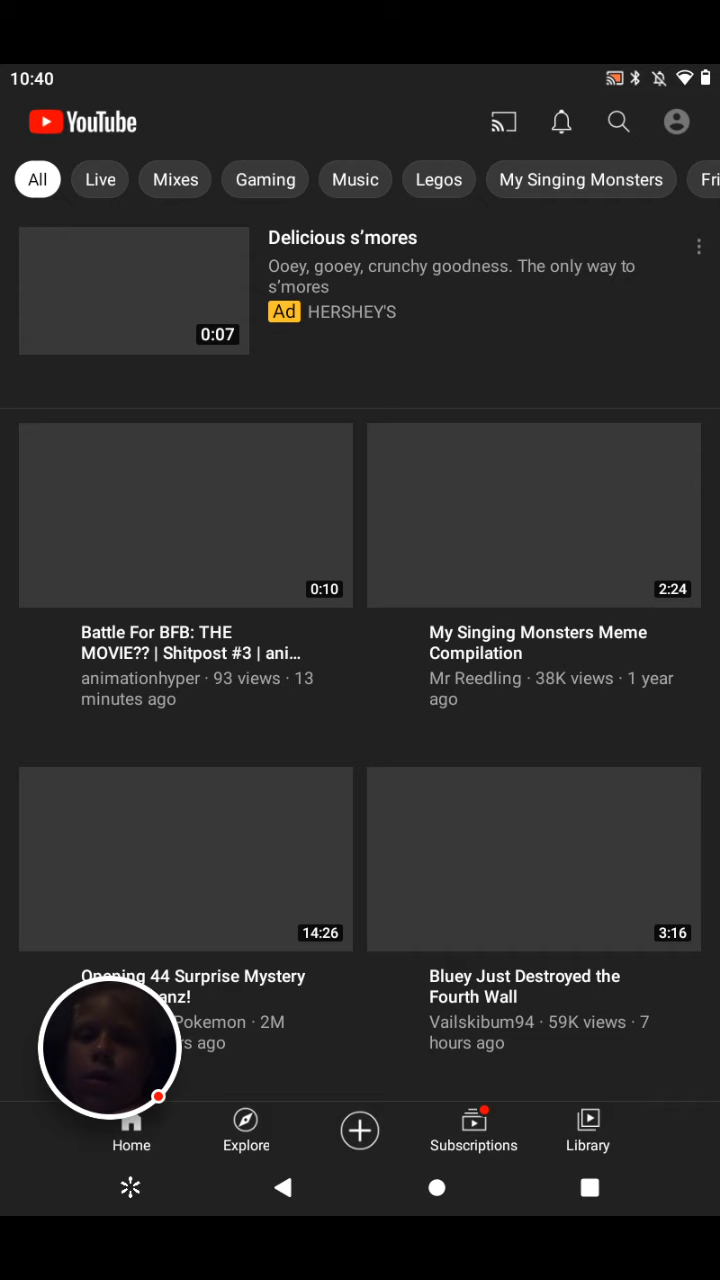 10:40
YouTube
All Live Mixes Gaming Music Legos My Singing Monsters Fri
Delicious s’mores
Ooey, gooey, crunchy goodness. The only way to
s’mores
Ad HERSHEY'S
0:07
0:10
2:24
Battle For BFB: THE
MOVIE?? | Shitpost #3 | ani...
animationhyper · 93 views · 13
minutes ago
My Singing Monsters Meme
Compilation
Mr Reedling · 38K views · 1 year
ago
14:26
3:16
Opening 44 Surprise Mystery
anz!
Pokemon · 2M
rs ago
Bluey Just Destroyed the
Fourth Wall
Vailskibum94 · 59K views · 7
hours ago
Home Explore Subscriptions Library